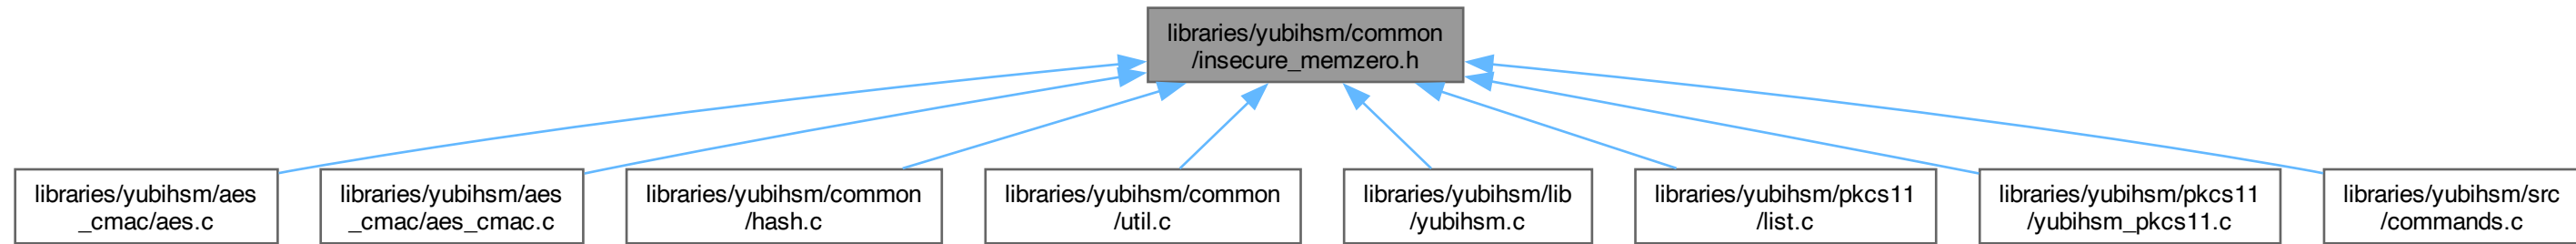 libraries/yubihsm/common
/insecure_memzero.h
libraries/yubihsm/aes
_cmac/aes.c
libraries/yubihsm/aes
_cmac/aes_cmac.c
libraries/yubihsm/common
/hash.c
libraries/yubihsm/common
/util.c
libraries/yubihsm/lib
/yubihsm.c
libraries/yubihsm/pkcs11
/list.c
libraries/yubihsm/pkcs11
/yubihsm_pkcs11.c
libraries/yubihsm/src
/commands.c